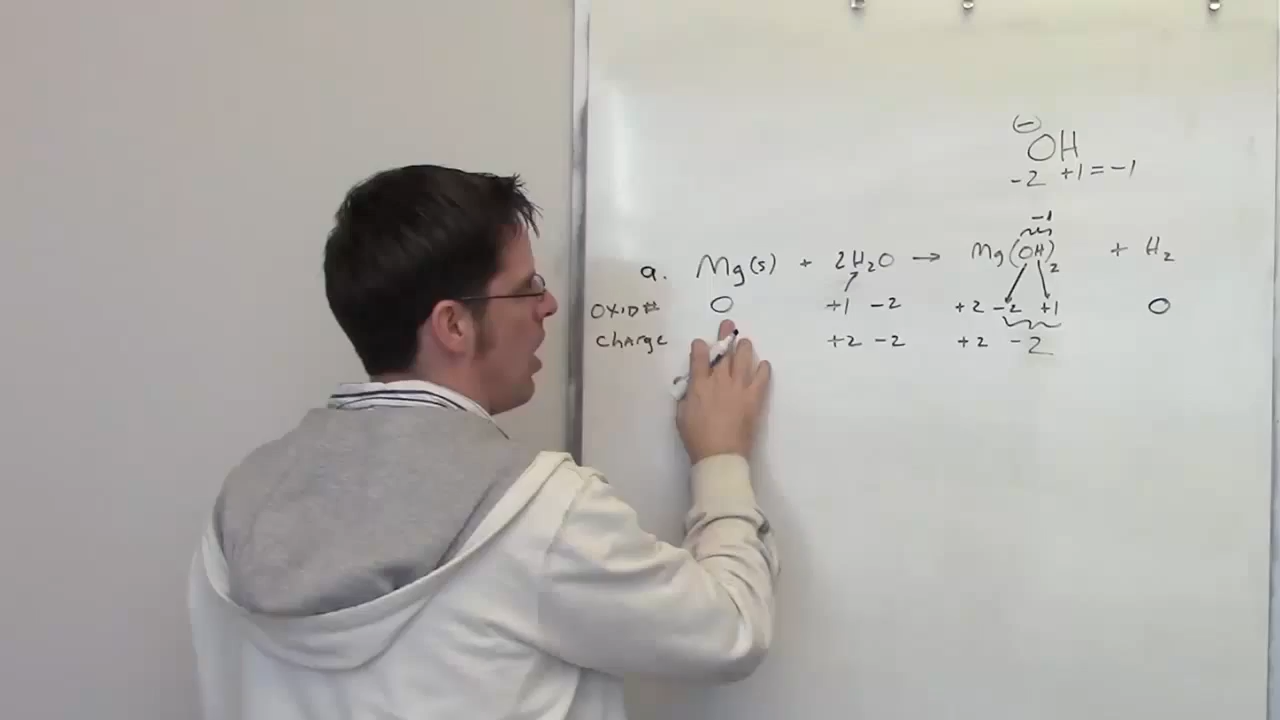 (−)
OH
-2 +1 = -1
-1
a. Mg(s) + 2H₂O → Mg(OH)₂ + H₂
OXID# 0 +1 -2 +2 -2 +1 0
charge +2 -2 +2 -2